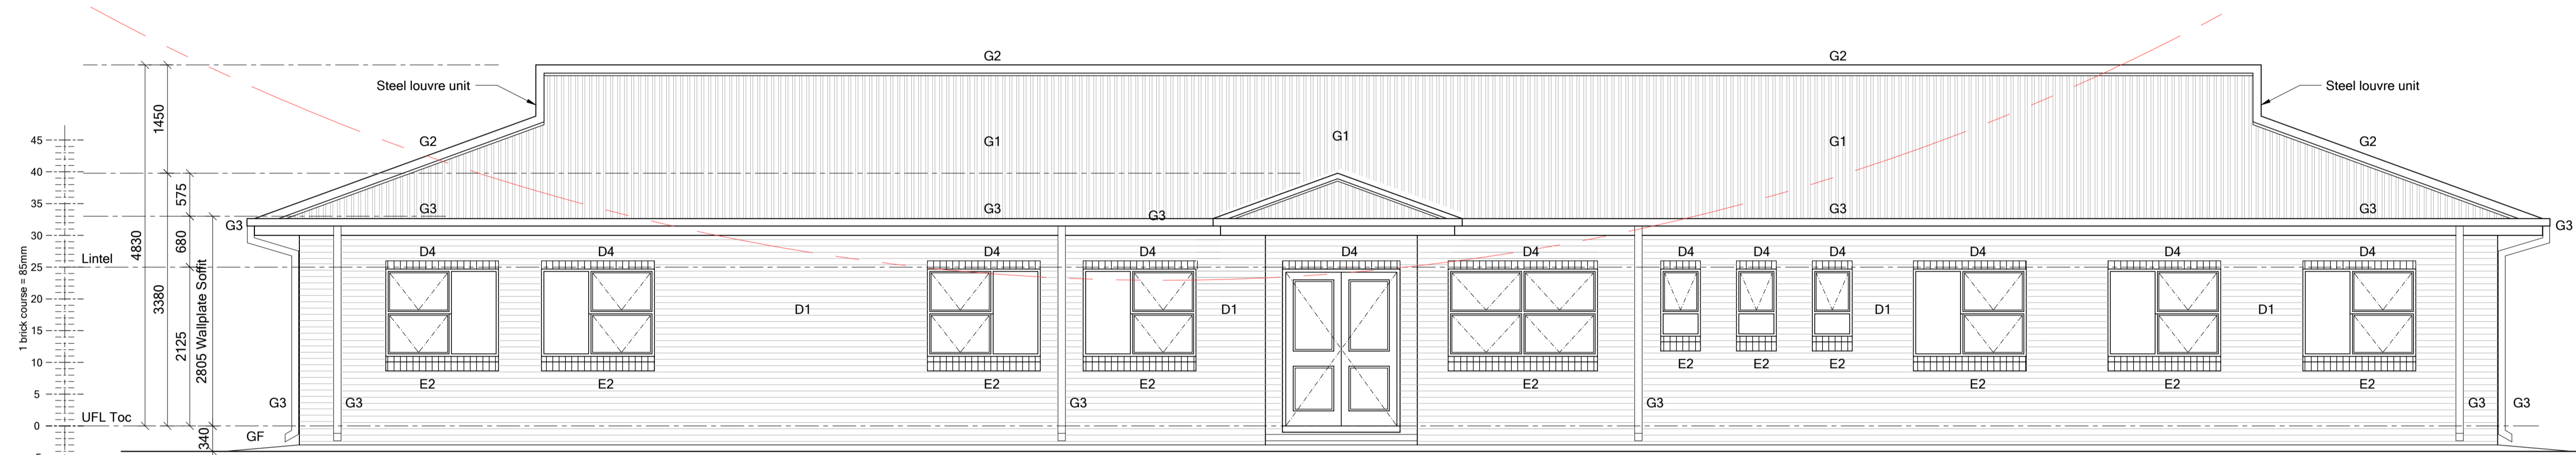 G2 G2
Steel louvre unit Steel louvre unit
1450
G2 G1 G1 G1 G2
45
40
35
30
25
20
15
10
5
0
1 brick course = 85mm
4830
3380
575
680
2125
2805 Wallplate Soffit
340
G3 G3 G3 G3 G3
G3 G3
Lintel
D4 D4 D4 D4 D4 D4 D4 D4 D4 D4 D4 D4
D1 D1 D1 D1
E2 E2 E2
E2 E2 E2 E2 E2 E2 E2 E2
G3 G3 G3 G3 G3 G3
UFL Toc
GF